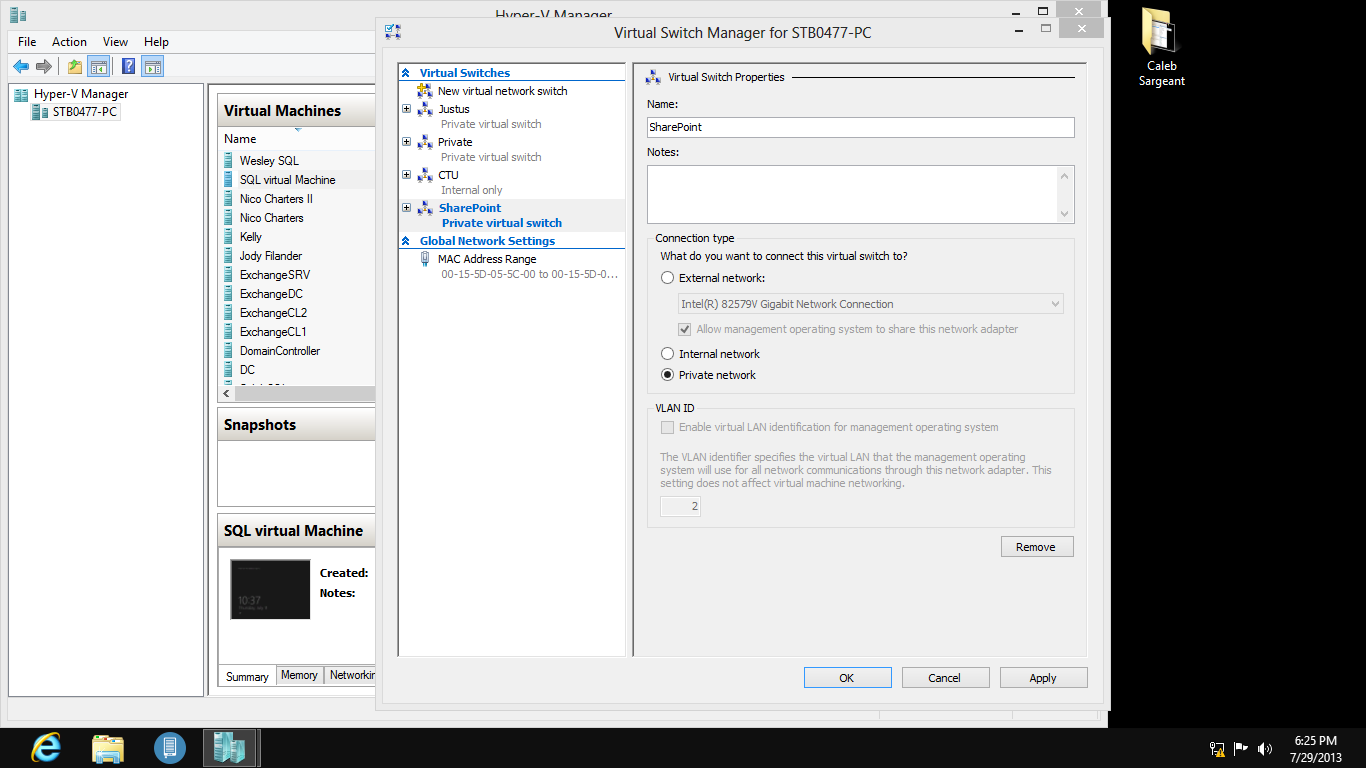 Hyper-V Manager
File Action View Help
Hyper-V Manager
STB0477-PC
Virtual Machines
Name
Wesley SQL
SQL virtual Machine
Nico Charters II
Nico Charters
Kelly
Jody Filander
ExchangeSRV
ExchangeDC
ExchangeCL2
ExchangeCL1
DomainController
DC
Snapshots
SQL virtual Machine
10:37
Created:
Notes:
Summary Memory Networkin
Virtual Switch Manager for STB0477-PC
Virtual Switches
New virtual network switch
Justus
Private virtual switch
Private
Private virtual switch
CTU
Internal only
SharePoint
Private virtual switch
Global Network Settings
MAC Address Range
00-15-5D-05-5C-00 to 00-15-5D-0...
Virtual Switch Properties
Name:
SharePoint
Notes:
Connection type
What do you want to connect this virtual switch to?
External network:
Intel(R) 82579V Gigabit Network Connection
Allow management operating system to share this network adapter
Internal network
Private network
VLAN ID
Enable virtual LAN identification for management operating system
The VLAN identifier specifies the virtual LAN that the management operating
system will use for all network communications through this network adapter. This
setting does not affect virtual machine networking.
2
Remove
OK Cancel Apply
Caleb
Sargeant
6:25 PM
7/29/2013